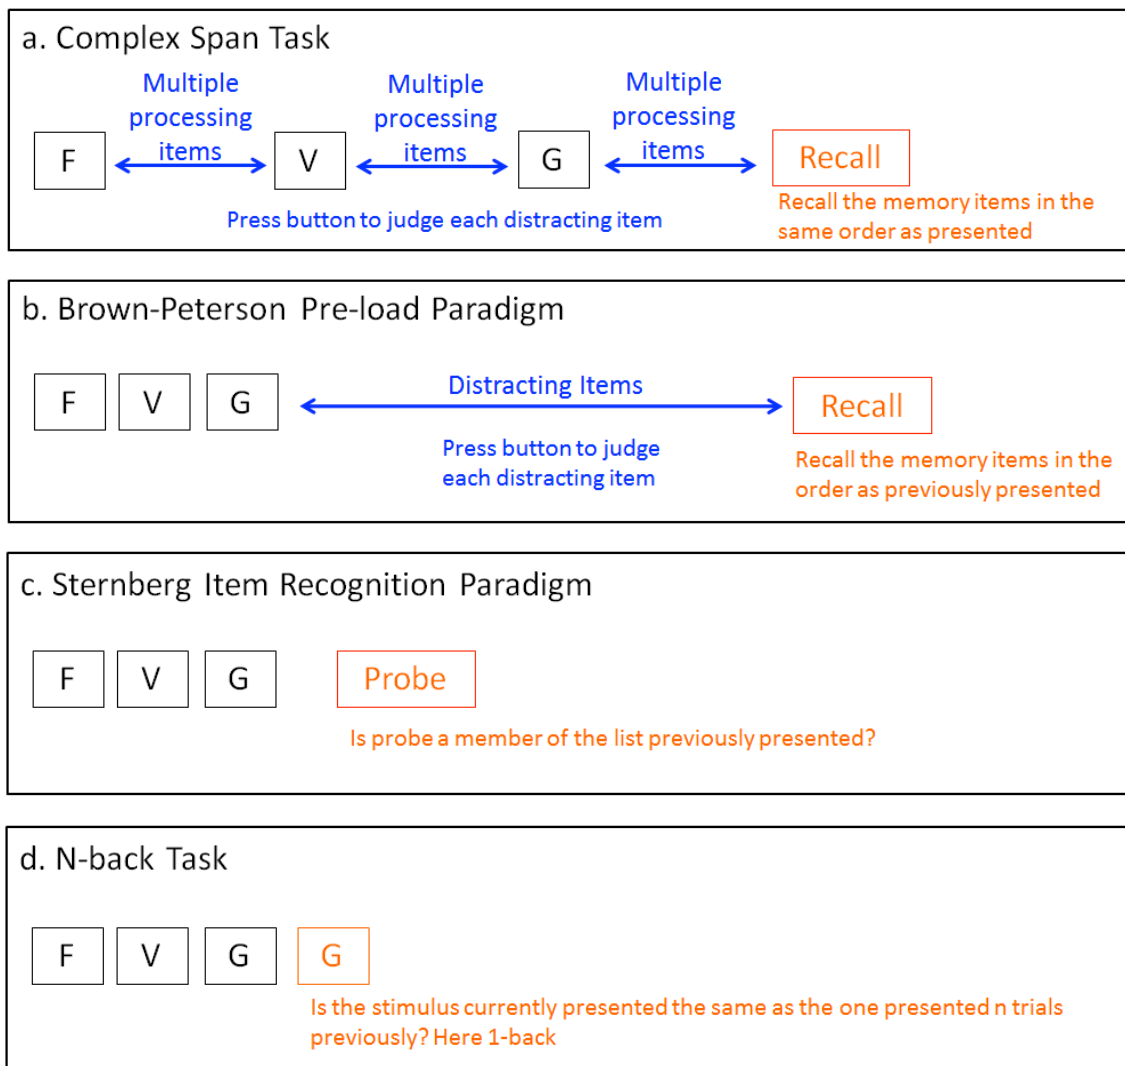 a. Complex Span Task
Multiple Multiple Multiple
processing processing processing
items items items
F V G Recall
Press button to judge each distracting item
Recall the memory items in the
same order as presented
b. Brown-Peterson Pre-load Paradigm
F V G Distracting Items Recall
Press button to judge
each distracting item
Recall the memory items in the
order as previously presented
c. Sternberg Item Recognition Paradigm
F V G Probe
Is probe a member of the list previously presented?
d. N-back Task
F V G G
Is the stimulus currently presented the same as the one presented n trials
previously? Here 1-back